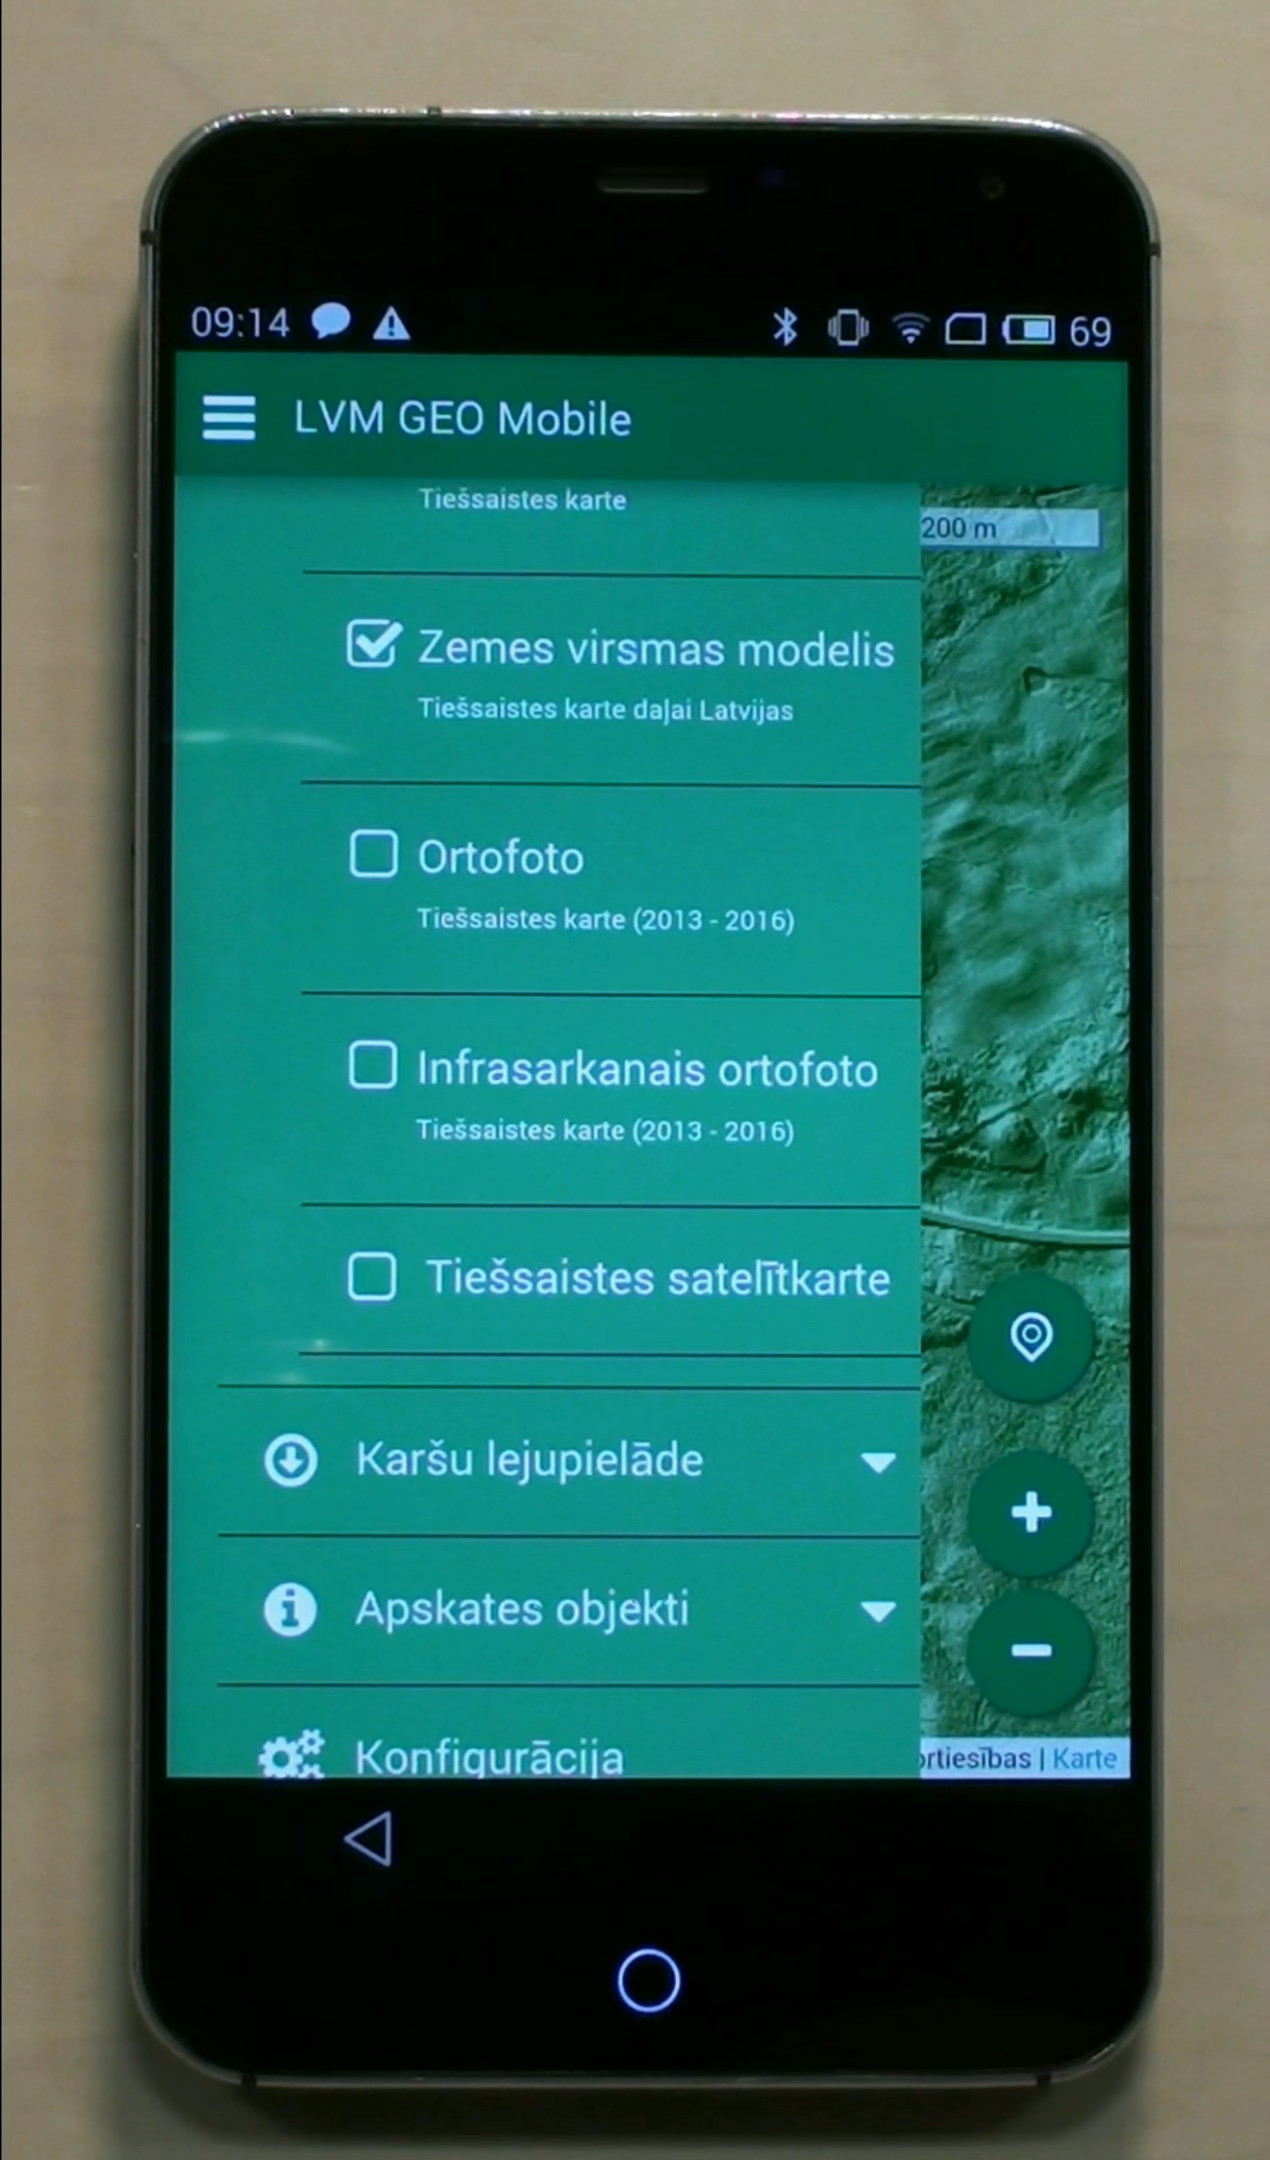 09:14
69
LVM GEO Mobile
Tiešsaistes karte
200 m
Zemes virsmas modelis
Tiešsaistes karte daļai Latvijas
Ortofoto
Tiešsaistes karte (2013 - 2016)
Infrasarkanais ortofoto
Tiešsaistes karte (2013 - 2016)
Tiešsaistes satelītkarte
Karšu lejupielāde
Apskates objekti
Konfigurācija
ortiesības | Karte